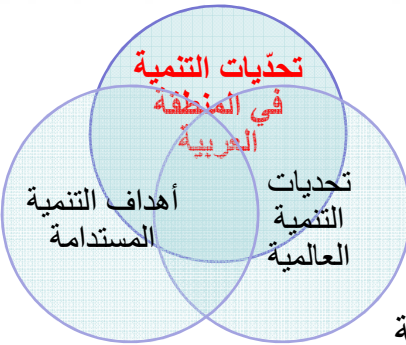 تحدّيات التنمية
في المنطقة
العربية
تحديات
التنمية
العالمية
أهداف التنمية
المستدامة
ة